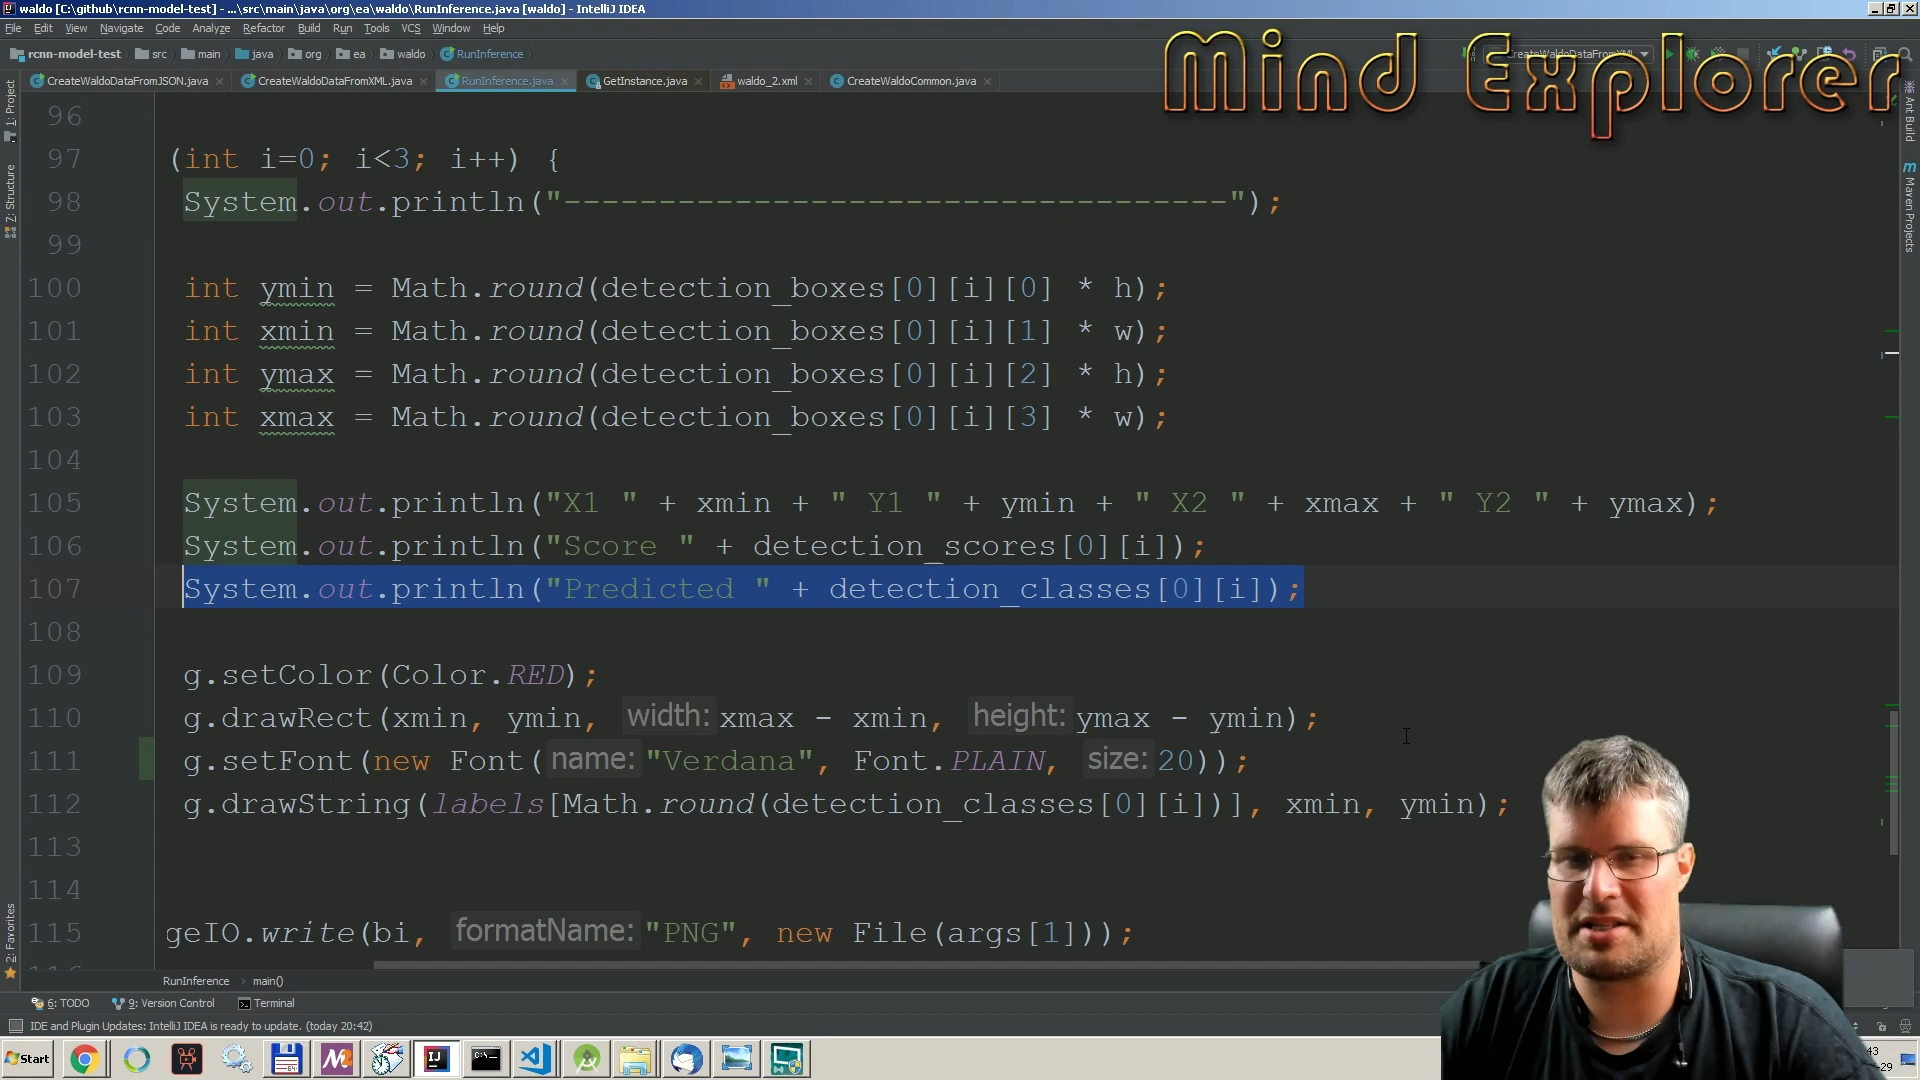 waldo [C:\github\rcnn-model-test] - ...\src\main\java\org\ea\waldo\RunInference.java [waldo] - IntelliJ IDEA
File Edit View Navigate Code Analyze Refactor Build Run Tools VCS Window Help
rcnn-model-test src main java org ea waldo RunInference
Mind Explorer
CreateWaldoDataFromJSON.java CreateWaldoDataFromXML.java RunInference.java GetInstance.java waldo_2.xml CreateWaldoCommon.java
1: Project
Z: Structure
2: Favorites
Ant Build
Maven Projects
96
97 (int i=0; i<3; i++) {
98 System.out.println("-----------------------------------");
99
100 int ymin = Math.round(detection_boxes[0][i][0] * h);
101 int xmin = Math.round(detection_boxes[0][i][1] * w);
102 int ymax = Math.round(detection_boxes[0][i][2] * h);
103 int xmax = Math.round(detection_boxes[0][i][3] * w);
104
105 System.out.println("X1 " + xmin + " Y1 " + ymin + " X2 " + xmax + " Y2 " + ymax);
106 System.out.println("Score " + detection_scores[0][i]);
107 System.out.println("Predicted " + detection_classes[0][i]);
108
109 g.setColor(Color.RED);
110 g.drawRect(xmin, ymin, width: xmax - xmin, height: ymax - ymin);
111 g.setFont(new Font( name: "Verdana", Font.PLAIN, size: 20));
112 g.drawString(labels[Math.round(detection_classes[0][i])], xmin, ymin);
113
114
115 geIO.write(bi, formatName: "PNG", new File(args[1]));
RunInference main()
6: TODO 9: Version Control Terminal
IDE and Plugin Updates: IntelliJ IDEA is ready to update. (today 20:42)
Start